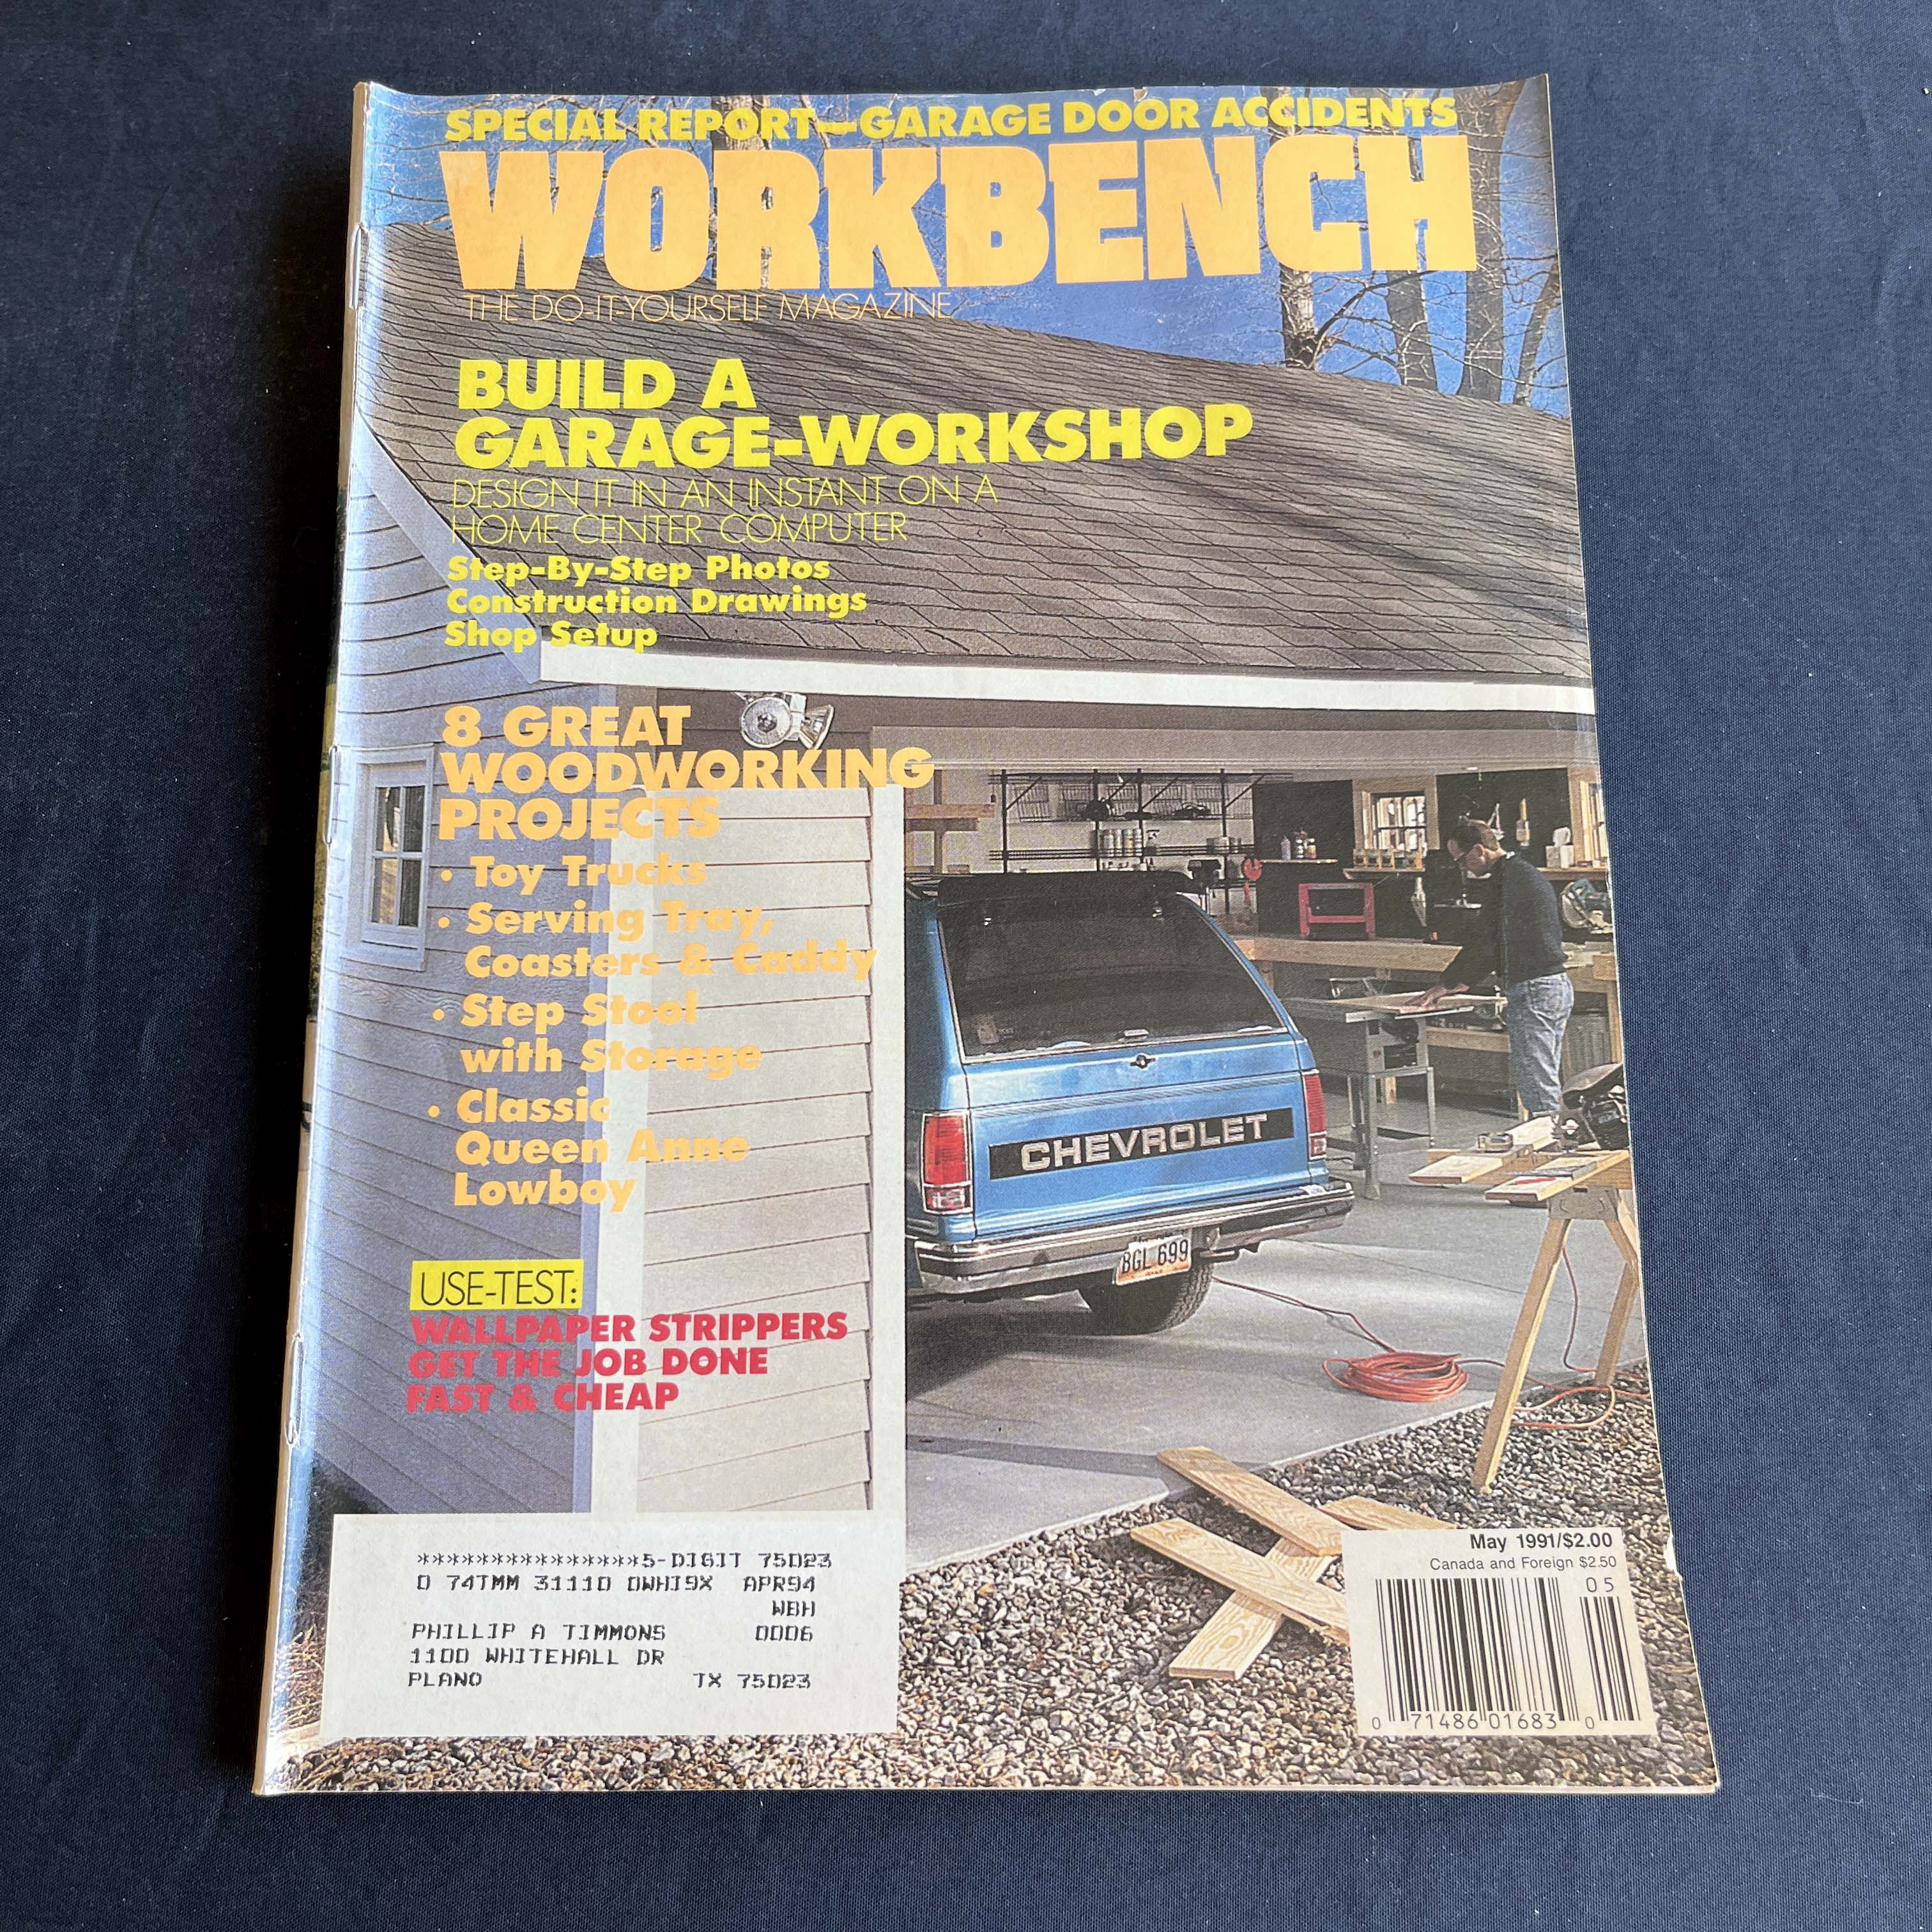 SPECIAL REPORT—GARAGE DOOR ACCIDENTS
WORKBENCH
THE DO-IT-YOURSELF MAGAZINE
BUILD A
GARAGE-WORKSHOP
DESIGN IT IN AN INSTANT ON A
HOME CENTER COMPUTER
Step-By-Step Photos
Construction Drawings
Shop Setup
8 GREAT
WOODWORKING
PROJECTS
• Toy Trucks
• Serving Tray,
Coasters & Caddy
• Step Stool
with Storage
• Classic
Queen Anne
Lowboy
CHEVROLET
BGL 699
USE-TEST:
WALLPAPER STRIPPERS
GET THE JOB DONE
FAST & CHEAP
****************5-DIGIT 75023
0 74TMM 31110 0WHI9X APR94
WBH
PHILLIP A TIMMONS 0006
1100 WHITEHALL DR
PLANO TX 75023
May 1991/$2.00
Canada and Foreign $2.50
05
0 71486 01683 0